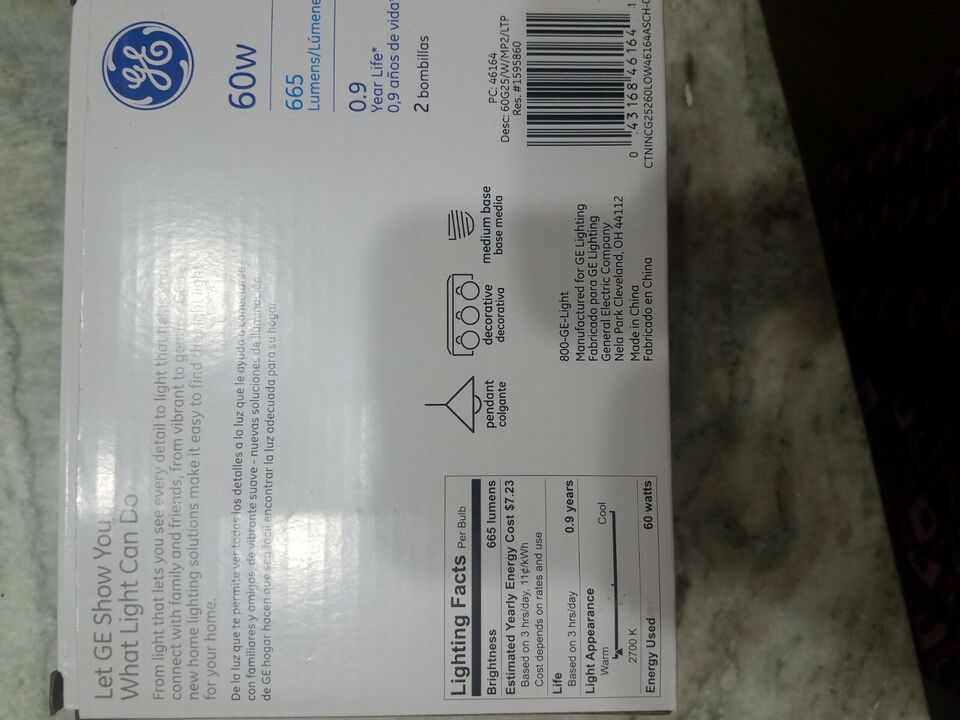 Let GE Show You
What Light Can Do
From light that lets you see every detail to light that
connect with family and friends, from vibrant to
new home lighting solutions make it easy to find the
for your home.
De la luz que te permite ver todos los detalles a la luz que le ayuda a conectarse
con familiares y amigos, de vibrante suave - nuevas soluciones de iluminación
de GE hogar hacen que sea fácil encontrar la luz adecuada para su hogar.
GE
60w
665
Lumens/Lúmene
0.9
Year Life*
0,9 años de vida*
2 bombillas
pendant
colgante
decorative
decorativa
medium base
base media
PC: 46164
Desc: 60G25/W/MP2/LTP
Res. #1595860
0 43168 46164 1
CTNINCG25260LOW46164ASCH-
800-GE-Light
Manufactured for GE Lighting
Fabricado para GE Lighting
General Electric Company
Nela Park Cleveland, OH 44112
Made in China
Fabricado en China
Lighting Facts Per Bulb
Brightness 665 lumens
Estimated Yearly Energy Cost $7.23
Based on 3 hrs/day, 11¢/kWh
Cost depends on rates and use
Life 0.9 years
Based on 3 hrs/day
Light Appearance
Warm Cool
2700 K
Energy Used 60 watts